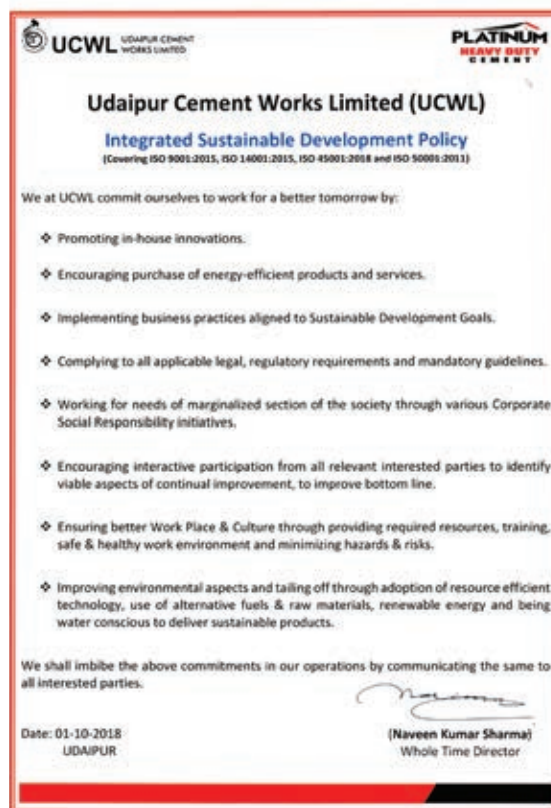 UCWL UDAIPUR CEMENT
WORKS LIMITED
PLATINUM
HEAVY DUTY
CEMENT
Udaipur Cement Works Limited (UCWL)
Integrated Sustainable Development Policy
(Covering ISO 9001:2015, ISO 14001:2015, ISO 45001:2018 and ISO 50001:2011)
We at UCWL commit ourselves to work for a better tomorrow by:
❖ Promoting in-house innovations.
❖ Encouraging purchase of energy-efficient products and services.
❖ Implementing business practices aligned to Sustainable Development Goals.
❖ Complying to all applicable legal, regulatory requirements and mandatory guidelines.
❖ Working for needs of marginalized section of the society through various Corporate
Social Responsibility initiatives.
❖ Encouraging interactive participation from all relevant interested parties to identify
viable aspects of continual improvement, to improve bottom line.
❖ Ensuring better Work Place & Culture through providing required resources, training,
safe & healthy work environment and minimizing hazards & risks.
❖ Improving environmental aspects and tailing off through adoption of resource efficient
technology, use of alternative fuels & raw materials, renewable energy and being
water conscious to deliver sustainable products.
We shall imbibe the above commitments in our operations by communicating the same to
all interested parties.
Date: 01-10-2018
UDAIPUR
(Naveen Kumar Sharma)
Whole Time Director